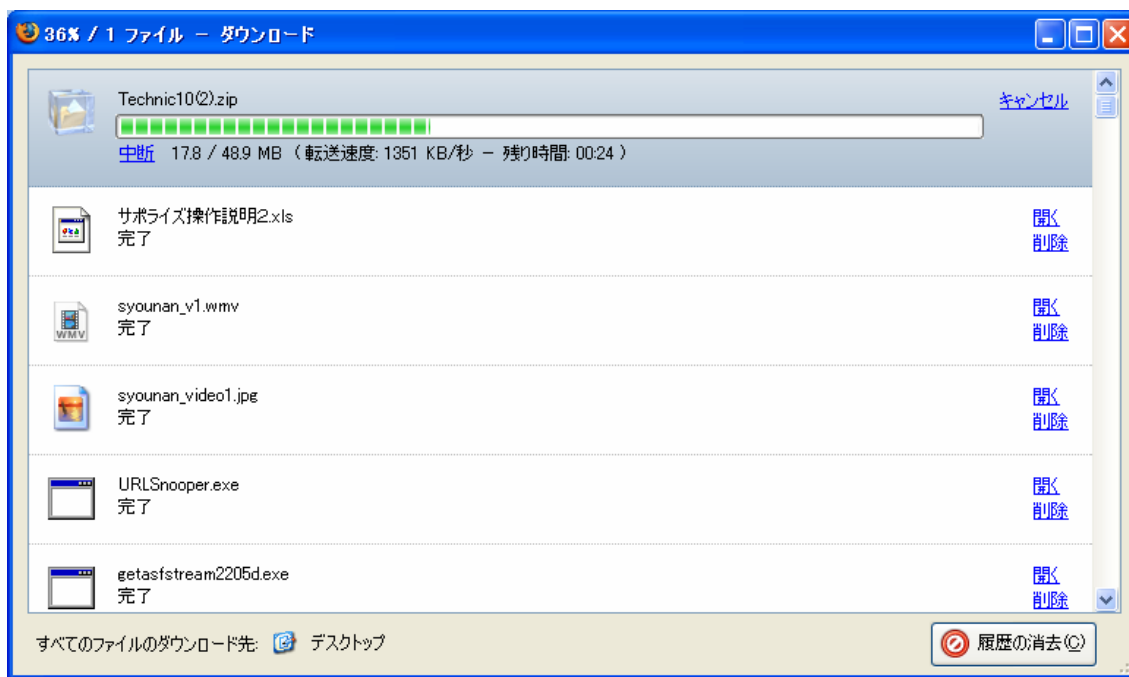 36% / 1 ファイル - ダウンロード
Technic10(2).zip
キャンセル
中断 17.8 / 48.9 MB ( 転送速度: 1351 KB/秒 - 残り時間: 00:24 )
サポライズ操作説明2.xls
開く
完了
削除
syounan_v1.wmv
開く
WMV
完了
削除
syounan_video1.jpg
開く
完了
削除
URLSnooper.exe
開く
完了
削除
getasfstream2205d.exe
開く
完了
削除
すべてのファイルのダウンロード先: デスクトップ
履歴の消去(C)